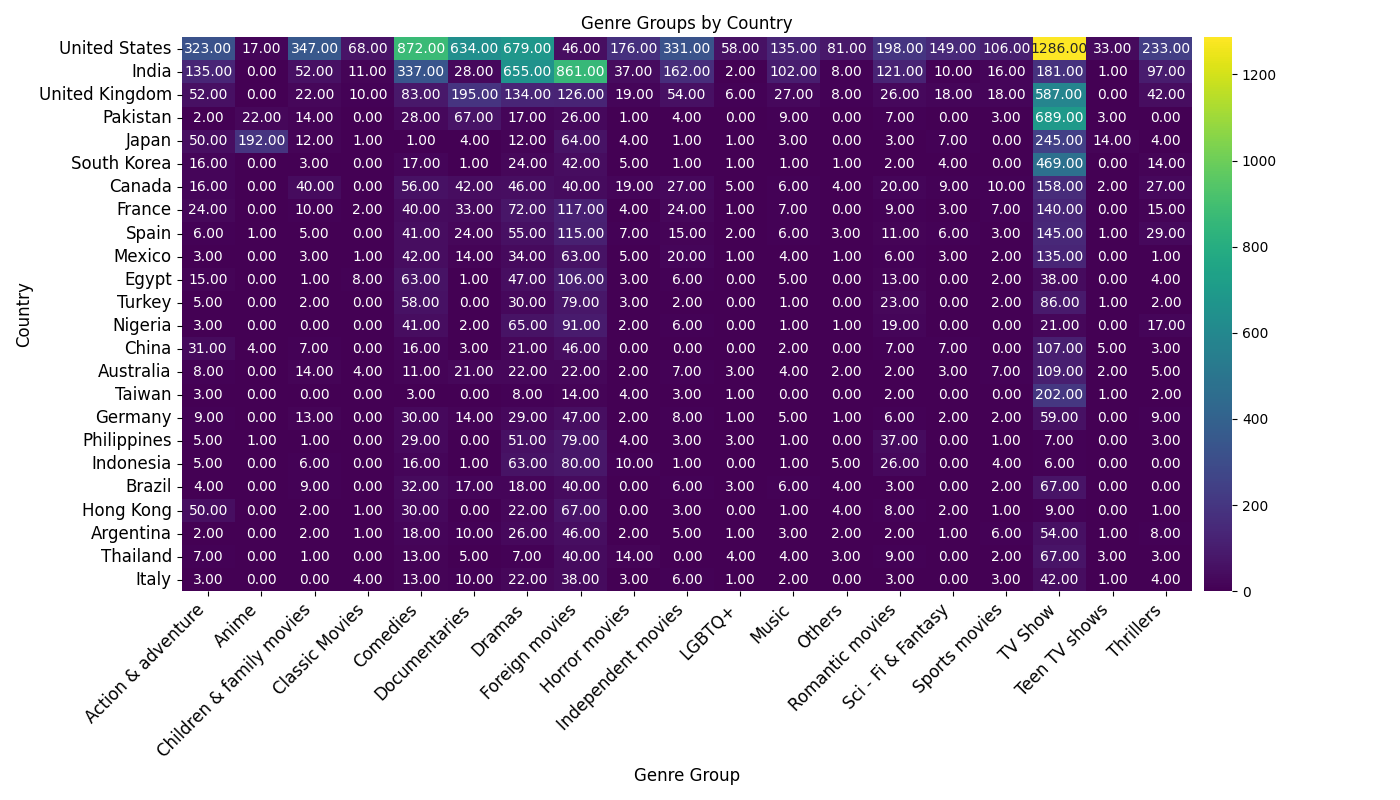 Genre Groups by Country
United States 323.00 17.00 347.00 68.00 872.00 634.00 679.00 46.00 176.00 331.00 58.00 135.00 81.00 198.00 149.00 106.00 1286.00 33.00 233.00
India 135.00 0.00 52.00 11.00 337.00 28.00 655.00 861.00 37.00 162.00 2.00 102.00 8.00 121.00 10.00 16.00 181.00 1.00 97.00
United Kingdom 52.00 0.00 22.00 10.00 83.00 195.00 134.00 126.00 19.00 54.00 6.00 27.00 8.00 26.00 18.00 18.00 587.00 0.00 42.00
Pakistan 2.00 22.00 14.00 0.00 28.00 67.00 17.00 26.00 1.00 4.00 0.00 9.00 0.00 7.00 0.00 3.00 689.00 3.00 0.00
Japan 50.00 192.00 12.00 1.00 1.00 4.00 12.00 64.00 4.00 1.00 1.00 3.00 0.00 3.00 7.00 0.00 245.00 14.00 4.00
South Korea 16.00 0.00 3.00 0.00 17.00 1.00 24.00 42.00 5.00 1.00 1.00 1.00 1.00 2.00 4.00 0.00 469.00 0.00 14.00
Canada 16.00 0.00 40.00 0.00 56.00 42.00 46.00 40.00 19.00 27.00 5.00 6.00 4.00 20.00 9.00 10.00 158.00 2.00 27.00
France 24.00 0.00 10.00 2.00 40.00 33.00 72.00 117.00 4.00 24.00 1.00 7.00 0.00 9.00 3.00 7.00 140.00 0.00 15.00
Spain 6.00 1.00 5.00 0.00 41.00 24.00 55.00 115.00 7.00 15.00 2.00 6.00 3.00 11.00 6.00 3.00 145.00 1.00 29.00
Mexico 3.00 0.00 3.00 1.00 42.00 14.00 34.00 63.00 5.00 20.00 1.00 4.00 1.00 6.00 3.00 2.00 135.00 0.00 1.00
Egypt 15.00 0.00 1.00 8.00 63.00 1.00 47.00 106.00 3.00 6.00 0.00 5.00 0.00 13.00 0.00 2.00 38.00 0.00 4.00
Turkey 5.00 0.00 2.00 0.00 58.00 0.00 30.00 79.00 3.00 2.00 0.00 1.00 0.00 23.00 0.00 2.00 86.00 1.00 2.00
Nigeria 3.00 0.00 0.00 0.00 41.00 2.00 65.00 91.00 2.00 6.00 0.00 1.00 1.00 19.00 0.00 0.00 21.00 0.00 17.00
China 31.00 4.00 7.00 0.00 16.00 3.00 21.00 46.00 0.00 0.00 0.00 2.00 0.00 7.00 7.00 0.00 107.00 5.00 3.00
Australia 8.00 0.00 14.00 4.00 11.00 21.00 22.00 22.00 2.00 7.00 3.00 4.00 2.00 2.00 3.00 7.00 109.00 2.00 5.00
Taiwan 3.00 0.00 0.00 0.00 3.00 0.00 8.00 14.00 4.00 3.00 1.00 0.00 0.00 2.00 0.00 0.00 202.00 1.00 2.00
Germany 9.00 0.00 13.00 0.00 30.00 14.00 29.00 47.00 2.00 8.00 1.00 5.00 1.00 6.00 2.00 2.00 59.00 0.00 9.00
Philippines 5.00 1.00 1.00 0.00 29.00 0.00 51.00 79.00 4.00 3.00 3.00 1.00 0.00 37.00 0.00 1.00 7.00 0.00 3.00
Indonesia 5.00 0.00 6.00 0.00 16.00 1.00 63.00 80.00 10.00 1.00 0.00 1.00 5.00 26.00 0.00 4.00 6.00 0.00 0.00
Brazil 4.00 0.00 9.00 0.00 32.00 17.00 18.00 40.00 0.00 6.00 3.00 6.00 4.00 3.00 0.00 2.00 67.00 0.00 0.00
Hong Kong 50.00 0.00 2.00 1.00 30.00 0.00 22.00 67.00 0.00 3.00 0.00 1.00 4.00 8.00 2.00 1.00 9.00 0.00 1.00
Argentina 2.00 0.00 2.00 1.00 18.00 10.00 26.00 46.00 2.00 5.00 1.00 3.00 2.00 2.00 1.00 6.00 54.00 1.00 8.00
Thailand 7.00 0.00 1.00 0.00 13.00 5.00 7.00 40.00 14.00 0.00 4.00 4.00 3.00 9.00 0.00 2.00 67.00 3.00 3.00
Italy 3.00 0.00 0.00 4.00 13.00 10.00 22.00 38.00 3.00 6.00 1.00 2.00 0.00 3.00 0.00 3.00 42.00 1.00 4.00
Country
Action & adventure
Anime
Children & family movies
Classic Movies
Comedies
Documentaries
Dramas
Foreign movies
Horror movies
Independent movies
LGBTQ+
Music
Others
Romantic movies
Sci - Fi & Fantasy
Sports movies
TV Show
Teen TV shows
Thrillers
Genre Group
1200
1000
800
600
400
200
0